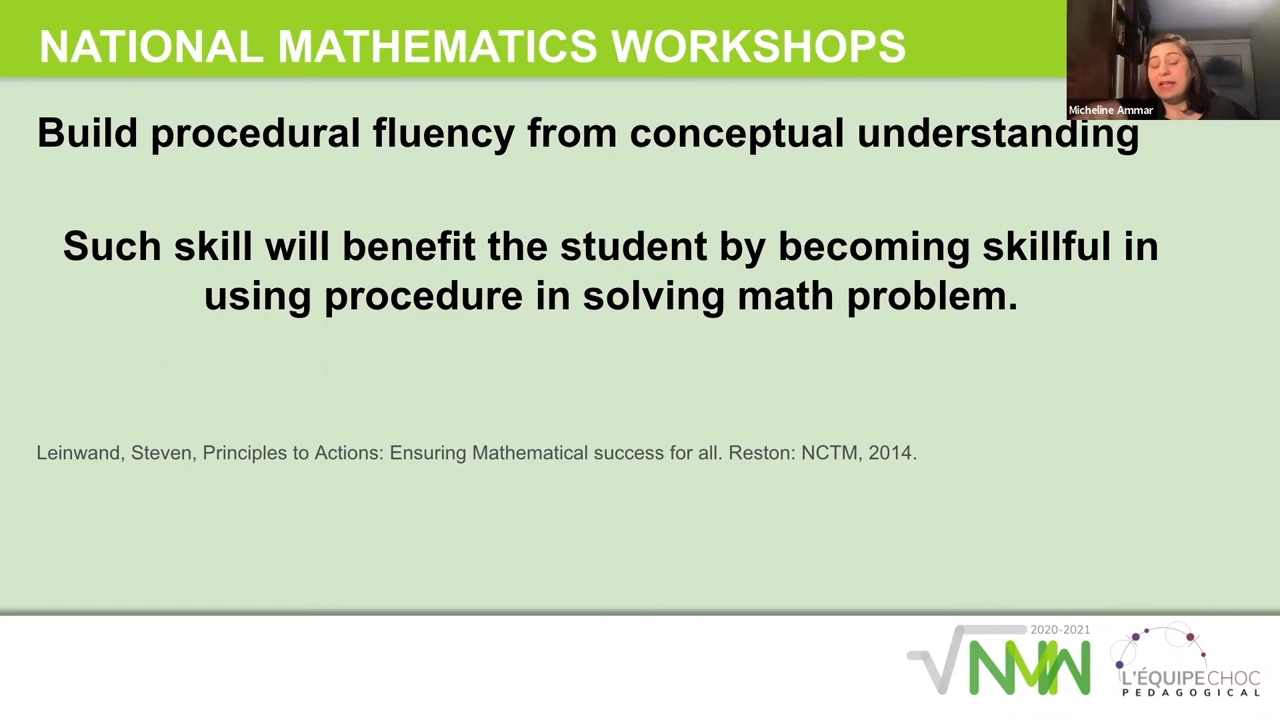 NATIONAL MATHEMATICS WORKSHOPS
Micheline Ammar
Build procedural fluency from conceptual understanding
Such skill will benefit the student by becoming skillful in
using procedure in solving math problem.
Leinwand, Steven, Principles to Actions: Ensuring Mathematical success for all. Reston: NCTM, 2014.
2020-2021
NMW
L'ÉQUIPECHOC
PEDAGOGICAL